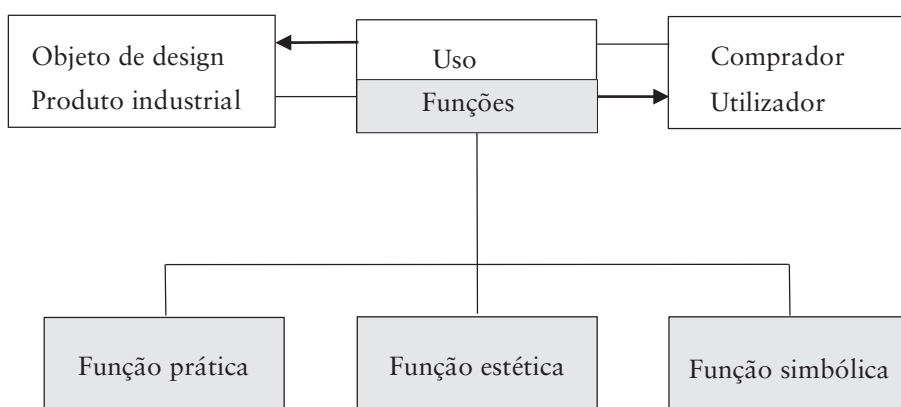 Objeto de design
Produto industrial
Uso
Funções
Comprador
Utilizador
Função prática
Função estética
Função simbólica